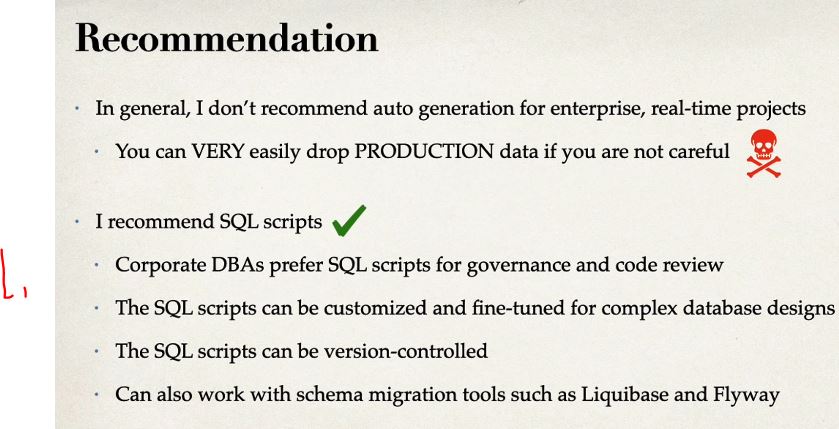 Recommendation
• In general, I don't recommend auto generation for enterprise, real-time projects
• You can VERY easily drop PRODUCTION data if you are not careful
• I recommend SQL scripts
• Corporate DBAs prefer SQL scripts for governance and code review
• The SQL scripts can be customized and fine-tuned for complex database designs
• The SQL scripts can be version-controlled
• Can also work with schema migration tools such as Liquibase and Flyway